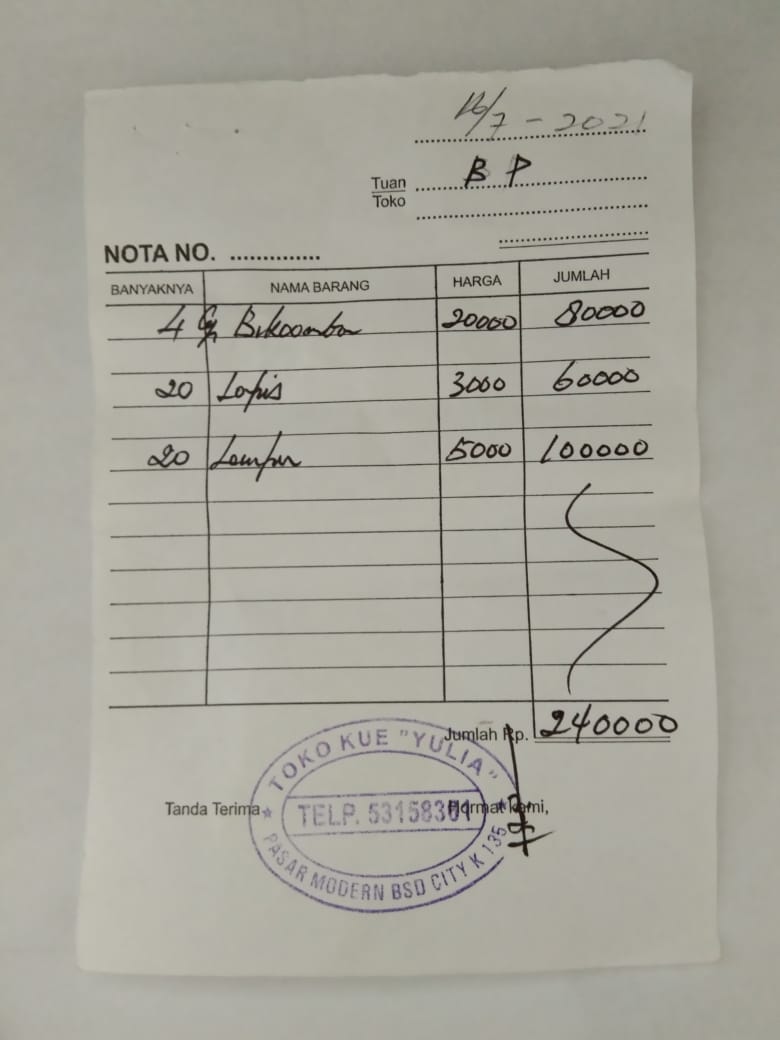 16/7 - 2021
Tuan B P
Toko
NOTA NO. ..............
BANYAKNYA NAMA BARANG HARGA JUMLAH
4 20000 80000
20 Lapis 3000 60000
20 Lemper 5000 100000
Jumlah Rp. 240000
Tanda Terima Hormat kami,
TOKO KUE "YULIA"
TELP. 53158301
PASAR MODERN BSD CITY K 135